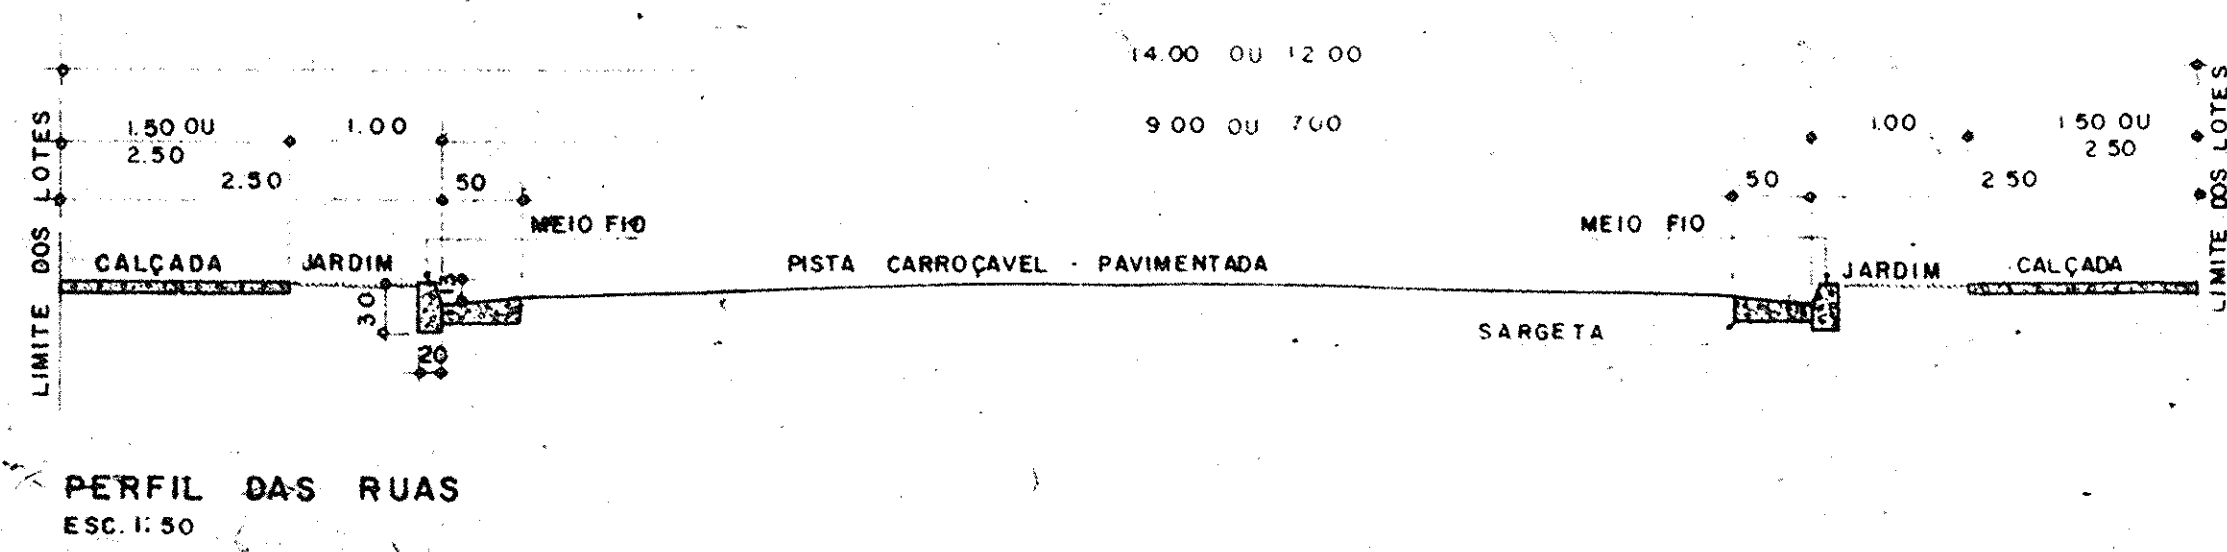 14.00 OU 12 00
1.50 OU
2.50
1.00
9 00 OU 7 00
1.00
1 50 OU
2 50
2.50
50
50
2 50
MEIO FIO
MEIO FIO
LIMITE DOS LOTES
CALÇADA
JARDIM
PISTA CARROÇAVEL - PAVIMENTADA
JARDIM
CALÇADA
LIMITE DOS LOTES
30
SARGETA
20
PERFIL DAS RUAS
ESC. 1:50